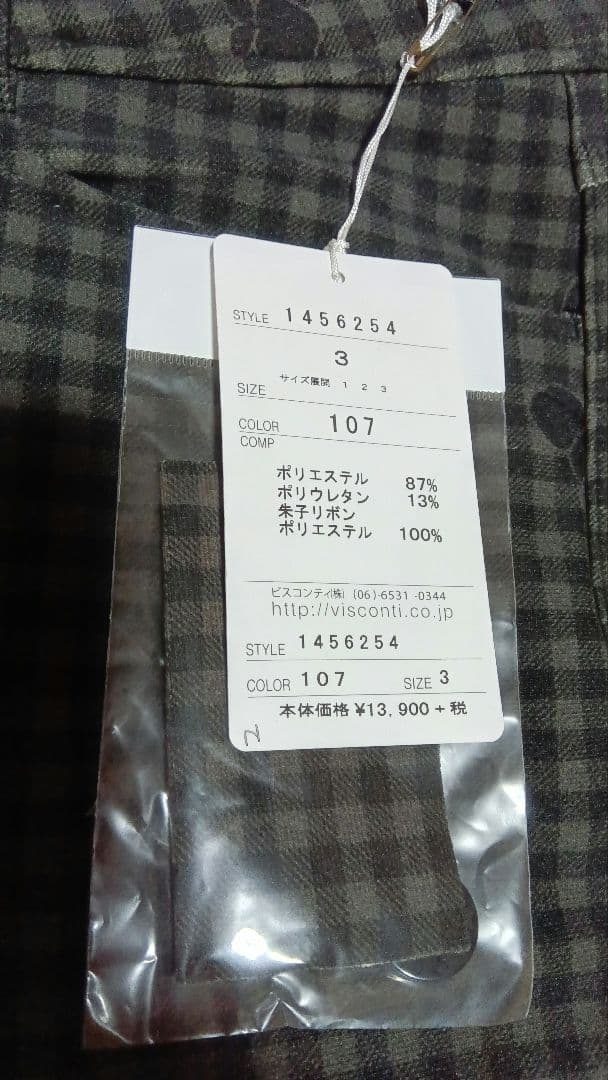 STYLE 1456254
3
サイズ展開 1 2 3
SIZE
COLOR 107
COMP
ポリエステル 87%
ポリウレタン 13%
朱子リボン
ポリエステル 100%
ビスコンティ(株) (06)-6531-0344
http://visconti.co.jp
STYLE 1456254
COLOR 107 SIZE 3
本体価格 ¥13,900+税
2